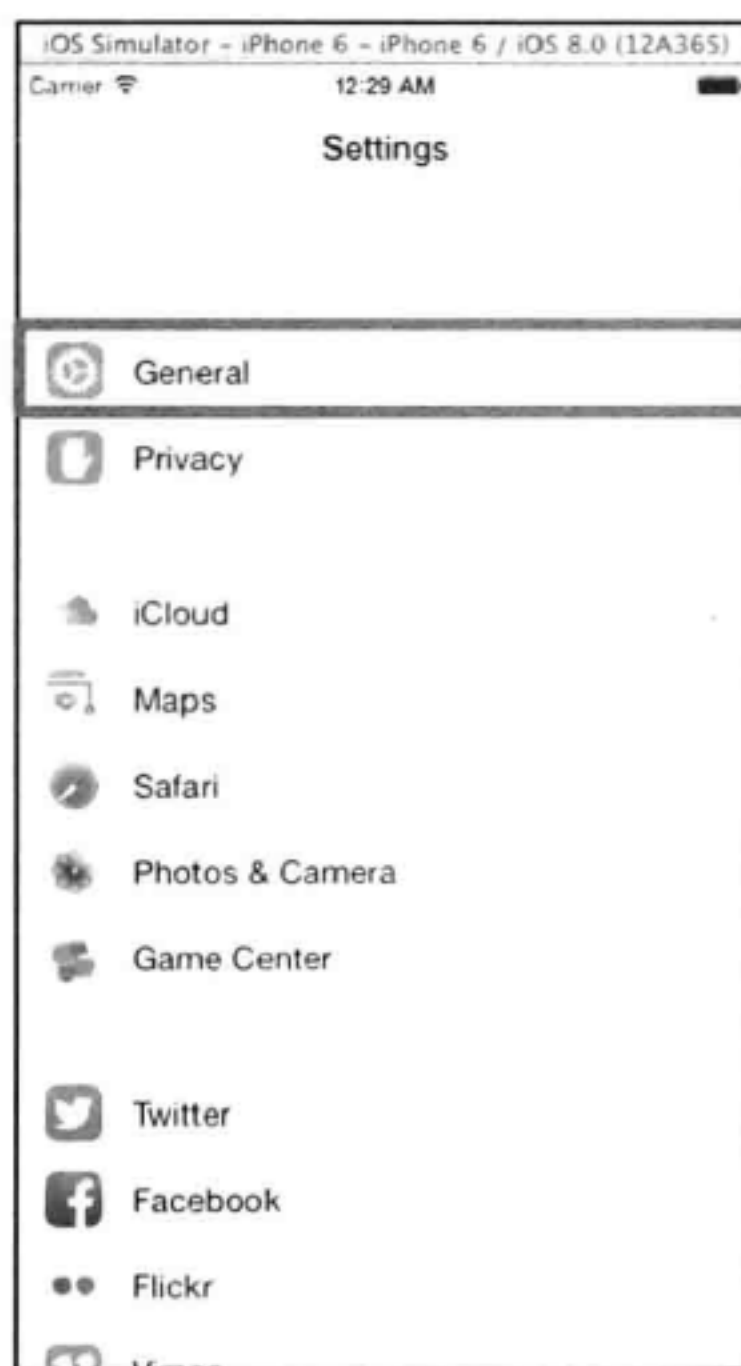 iOS Simulator - iPhone 6 - iPhone 6 / iOS 8.0 (12A365)
Carrier 12:29 AM
Settings
General
Privacy
iCloud
Maps
Safari
Photos & Camera
Game Center
Twitter
Facebook
Flickr